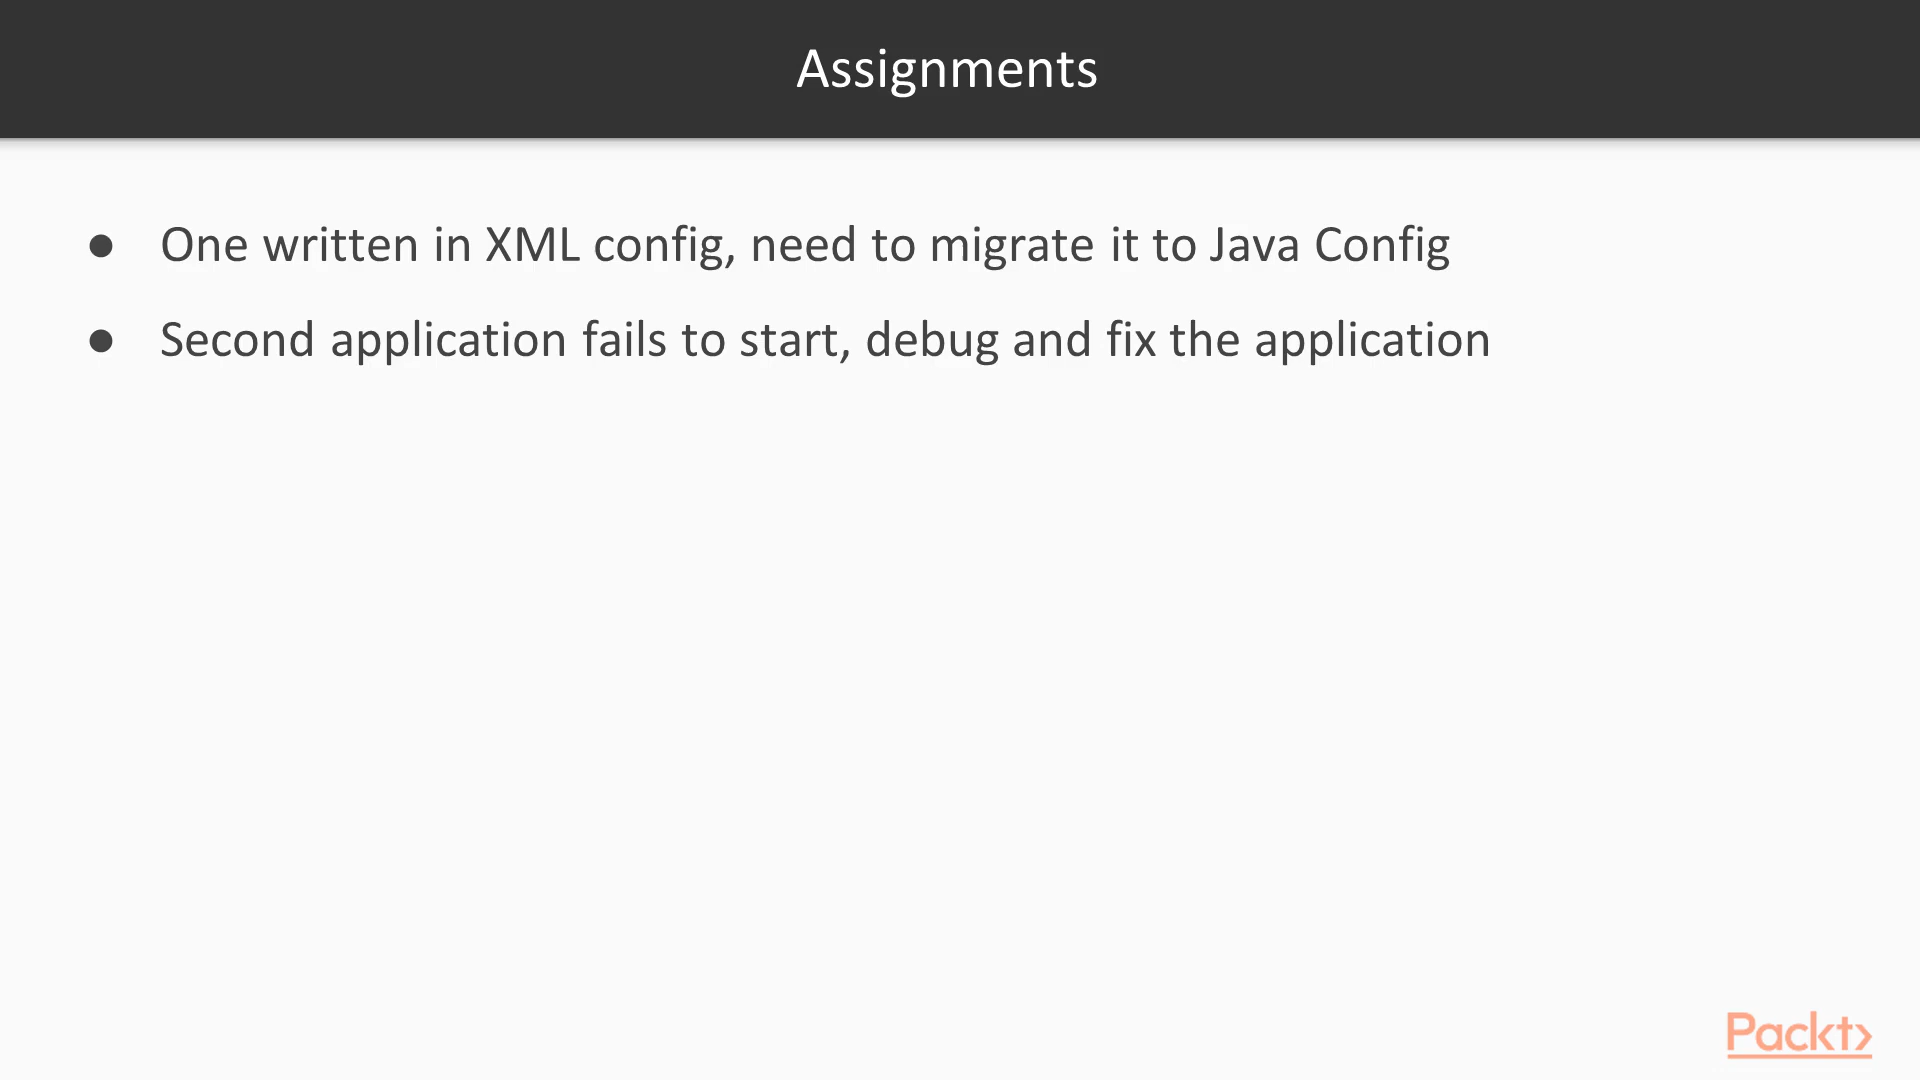 Assignments
● One written in XML config, need to migrate it to Java Config
● Second application fails to start, debug and fix the application
Packt>